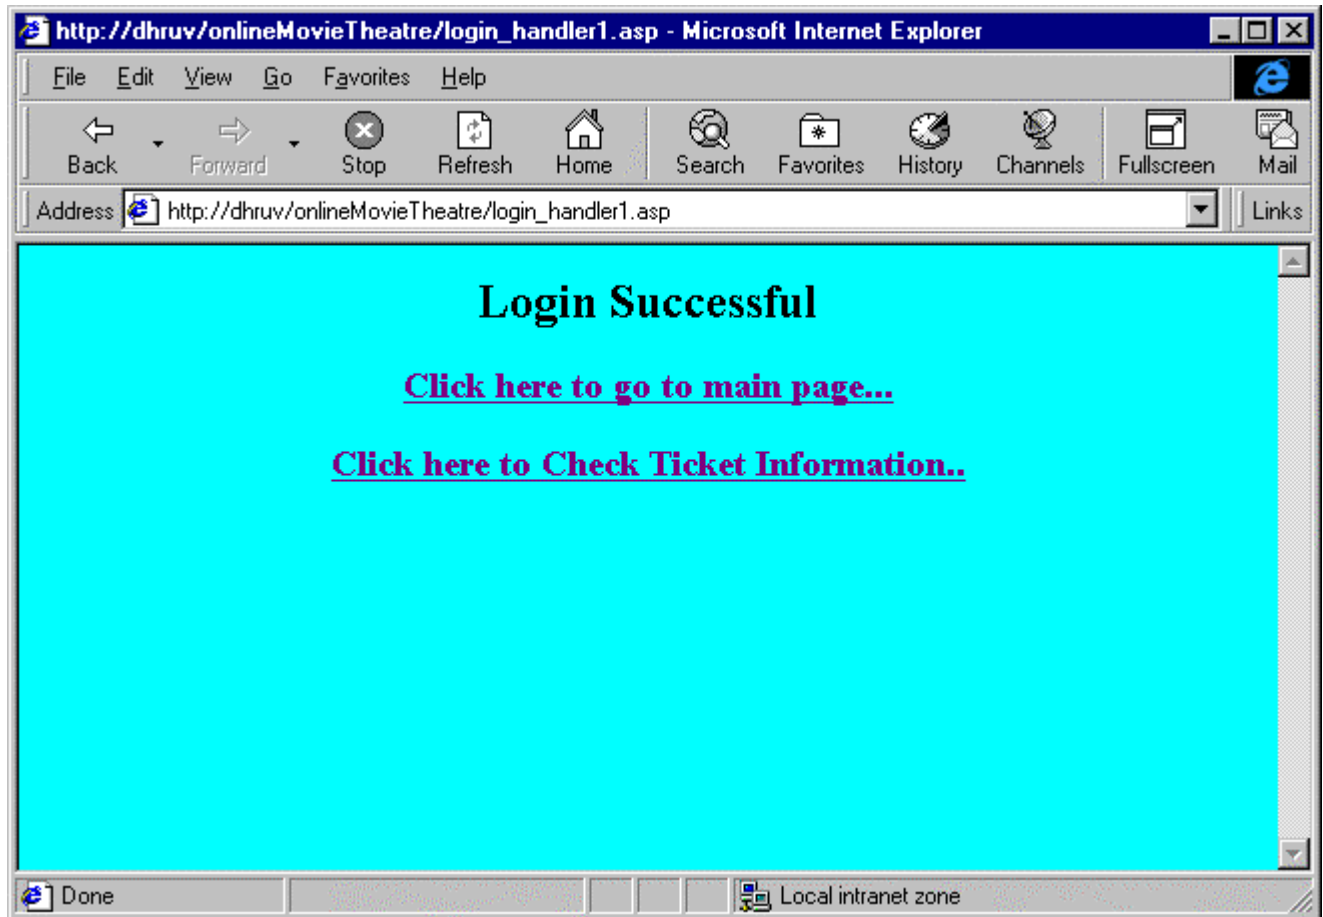 http://dhruv/onlineMovieTheatre/login_handler1.asp - Microsoft Internet Explorer
File Edit View Go Favorites Help
Back Forward Stop Refresh Home Search Favorites History Channels Fullscreen Mail
Address http://dhruv/onlineMovieTheatre/login_handler1.asp Links
Login Successful
Click here to go to main page...
Click here to Check Ticket Information..
Done Local intranet zone